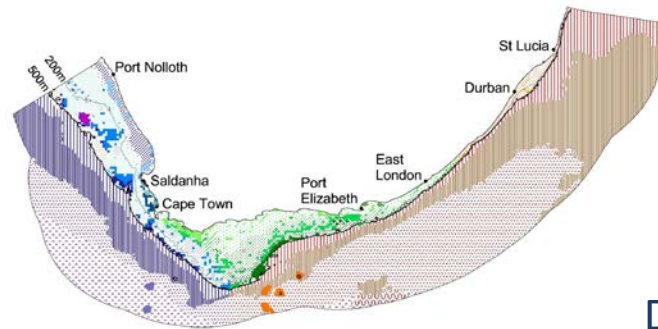 St Lucia
Port Nolloth
200m
500m
Durban
East
London
Port
Elizabeth
Saldanha
Cape Town